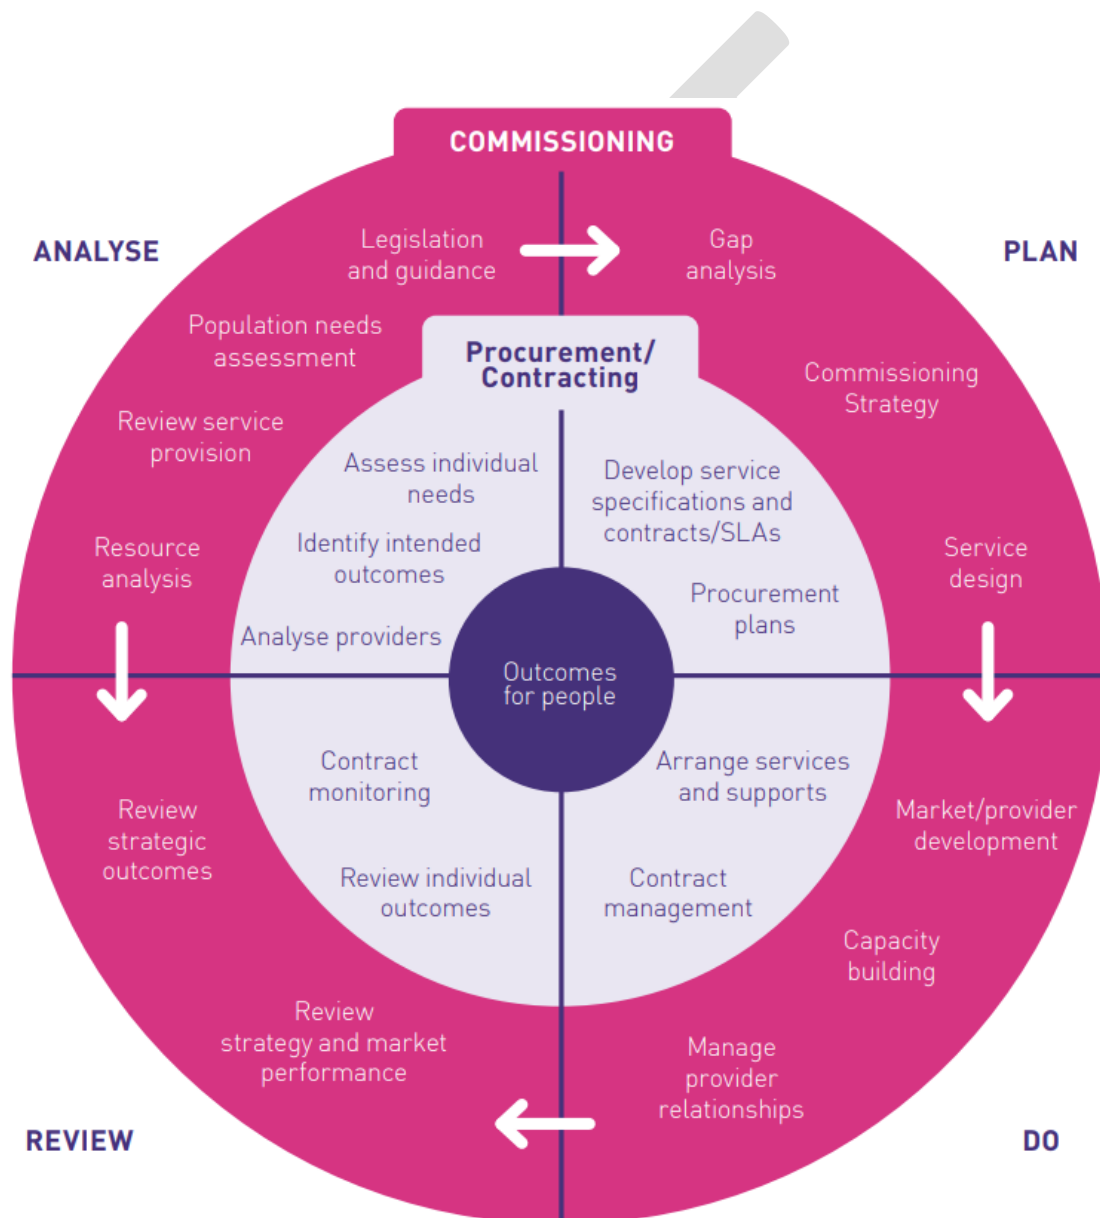 COMMISSIONING
ANALYSE
PLAN
Legislation
and guidance
Population needs
assessment
Review service
provision
Resource
analysis
Gap
analysis
Commissioning
Strategy
Service
design
Procurement/
Contracting
Assess individual
needs
Identify intended
outcomes
Analyse providers
Develop service
specifications and
contracts/SLAs
Procurement
plans
Outcomes
for people
Contract
monitoring
Review individual
outcomes
Arrange services
and supports
Contract
management
Review
strategic
outcomes
Review
strategy and market
performance
Market/provider
development
Capacity
building
Manage
provider
relationships
REVIEW
DO